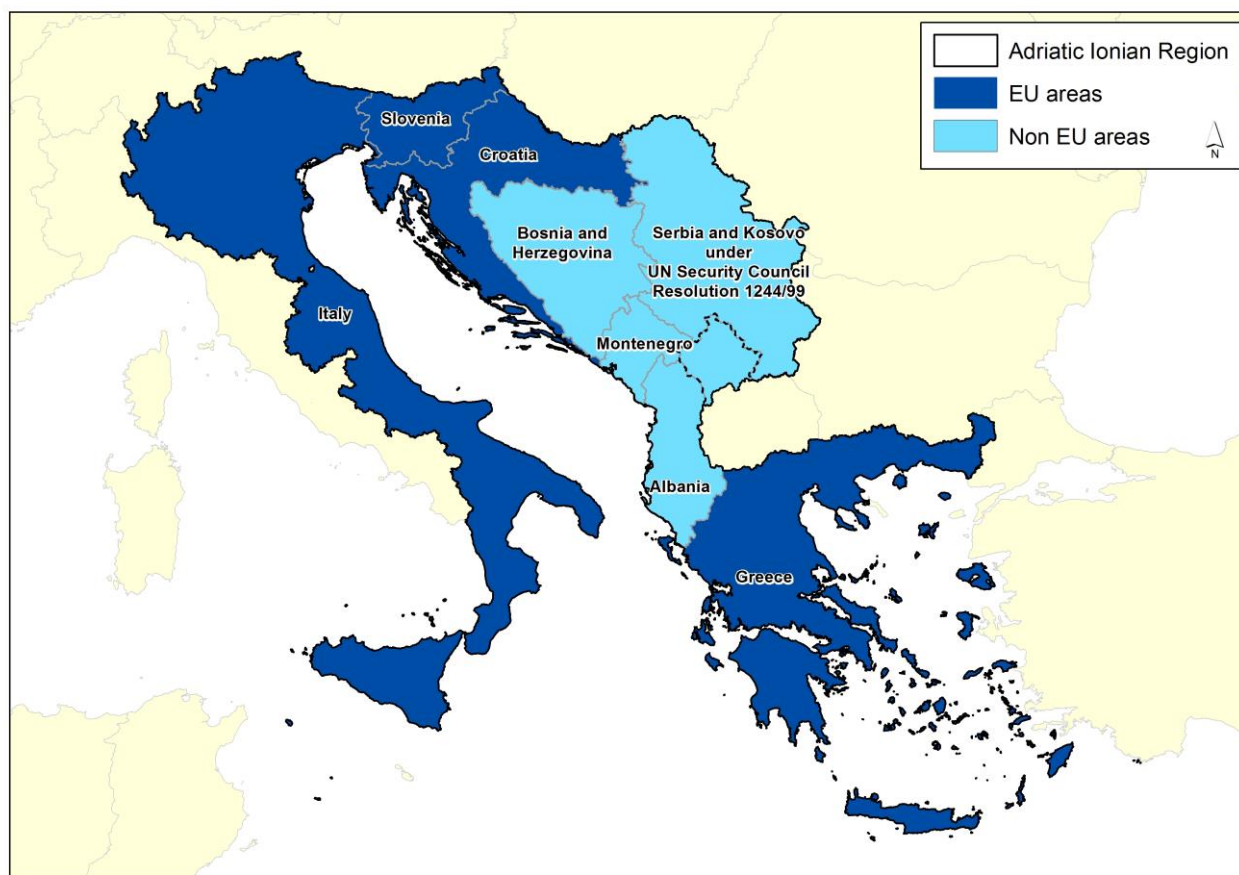 Adriatic Ionian Region
EU areas
Non EU areas
N
Slovenia
Croatia
Bosnia and
Herzegovina
Serbia and Kosovo
under
UN Security Council
Resolution 1244/99
Italy
Montenegro
Albania
Greece